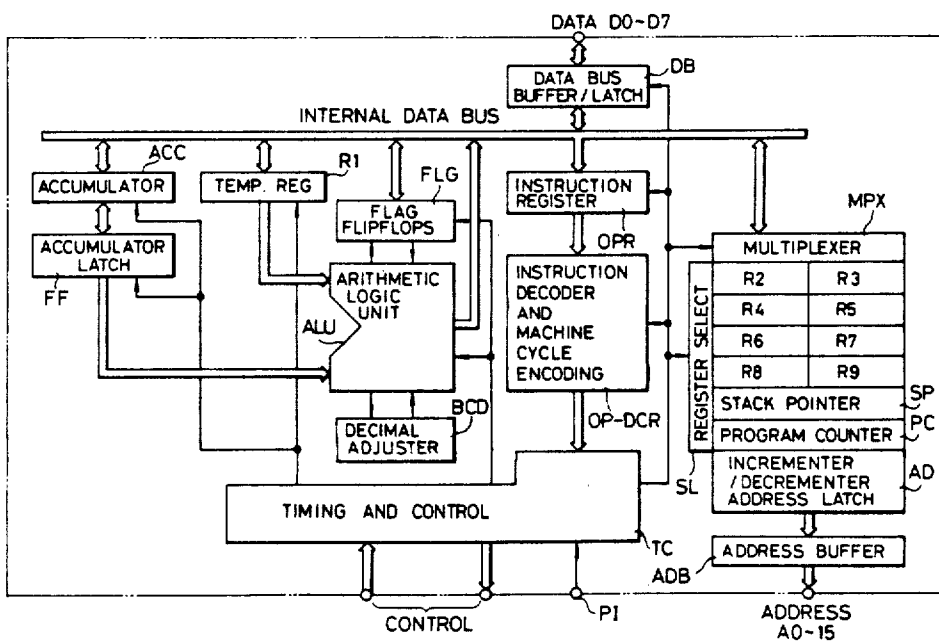 DATA D0~D7
DB
DATA BUS
BUFFER/LATCH
INTERNAL DATA BUS
ACC
ACCUMULATOR
R1
TEMP. REG
FLG
FLAG
FLIPFLOPS
INSTRUCTION
REGISTER
OPR
MPX
MULTIPLEXER
ACCUMULATOR
LATCH
FF
ARITHMETIC
LOGIC
UNIT
ALU
INSTRUCTION
DECODER
AND
MACHINE
CYCLE
ENCODING
OP-DCR
REGISTER SELECT
R2 R3
R4 R5
R6 R7
R8 R9
SP
STACK POINTER
PC
PROGRAM COUNTER
SL
INCREMENTER
/DECREMENTER
ADDRESS LATCH
AD
BCD
DECIMAL
ADJUSTER
TIMING AND CONTROL
TC
ADDRESS BUFFER
ADB
CONTROL
PI
ADDRESS
A0~15